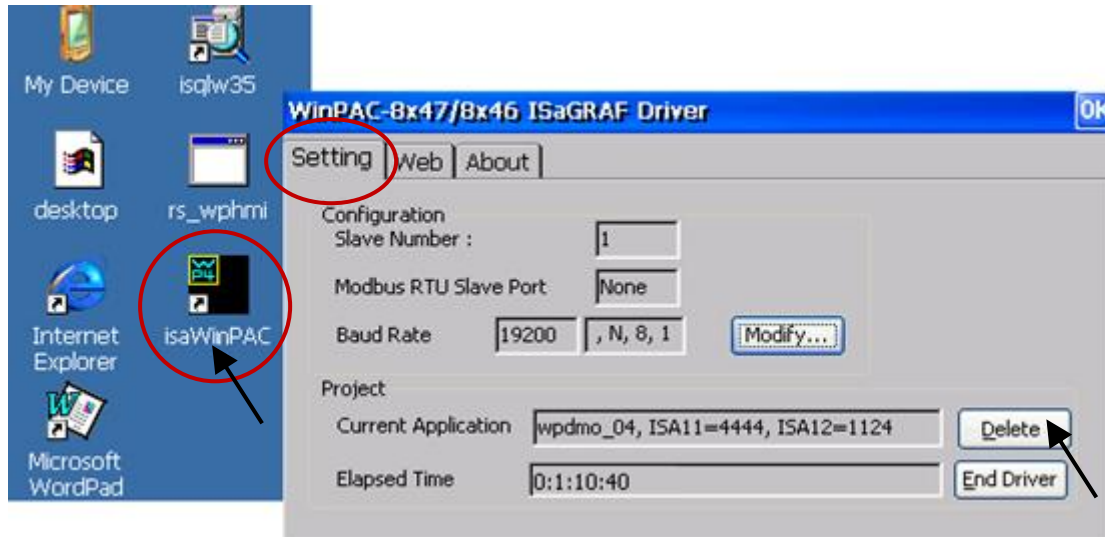 My Device
isqlw35
desktop
rs_wphmi
WP4
Internet
Explorer
isaWinPAC
Microsoft
WordPad
WinPAC-8x47/8x46 ISaGRAF Driver
OK
Setting
Web
About
Configuration
Slave Number :
1
Modbus RTU Slave Port
None
Baud Rate
19200
, N, 8, 1
Modify...
Project
Current Application
wpdmo_04, ISA11=4444, ISA12=1124
Delete
Elapsed Time
0:1:10:40
End Driver